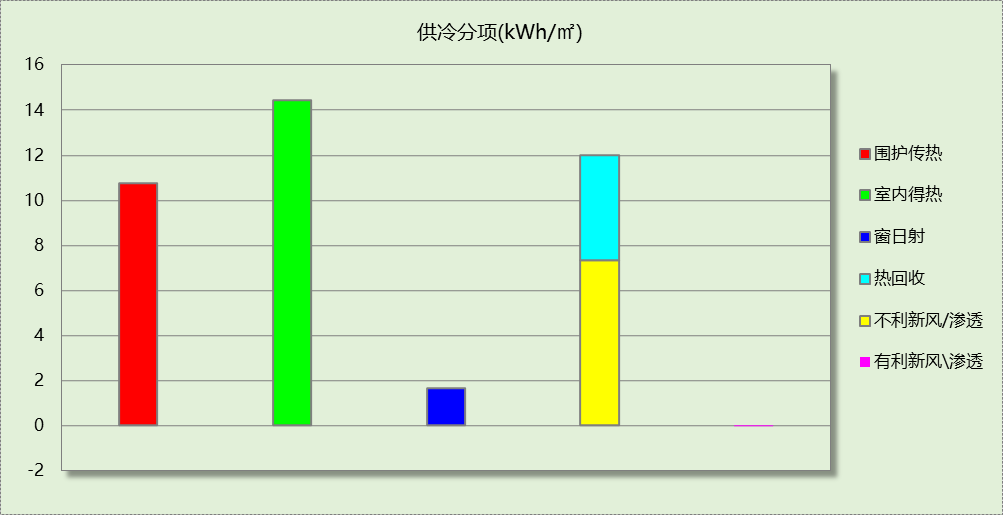 供冷分项(kWh/㎡)
16
14
12
10
8
6
4
2
0
-2
围护传热
室内得热
窗日射
热回收
不利新风/渗透
有利新风\渗透